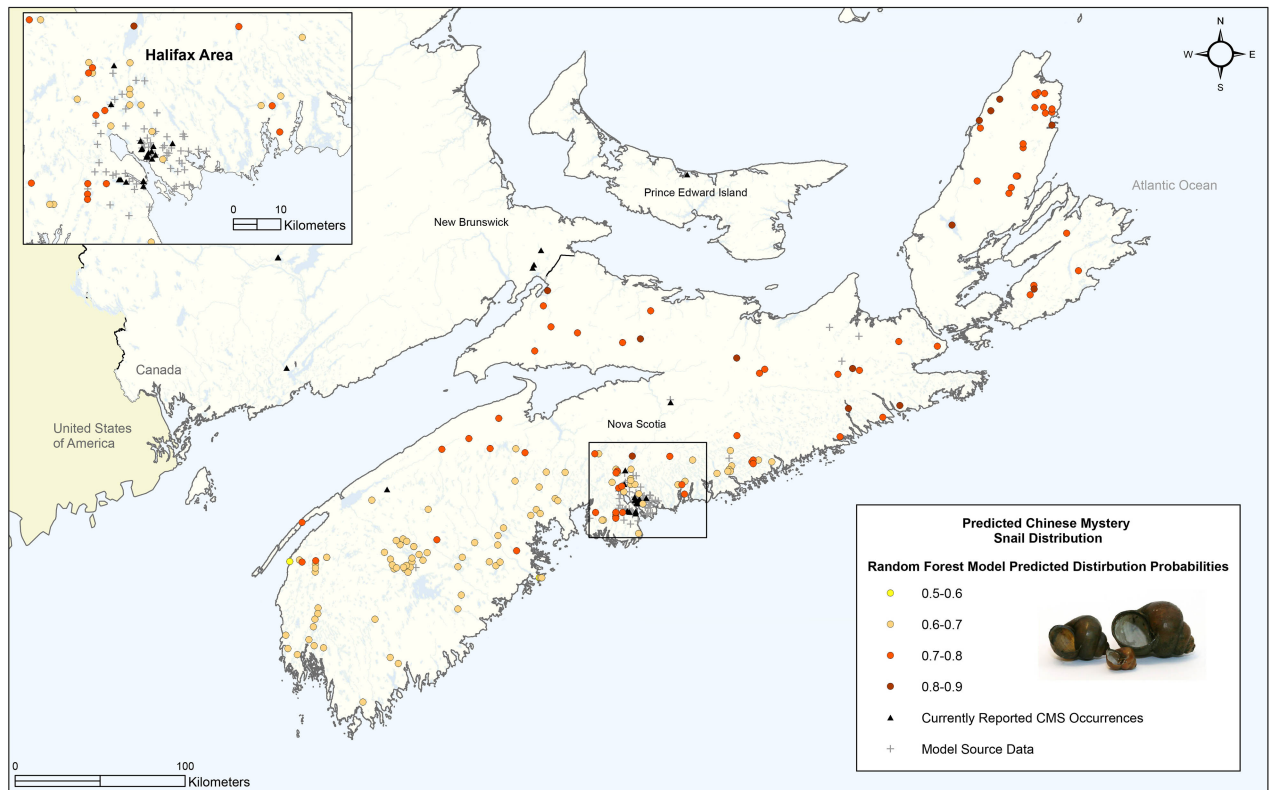 Halifax Area
0 10
Kilometers
N
W E
S
Prince Edward Island
Atlantic Ocean
New Brunswick
Canada
United States
of America
Nova Scotia
Predicted Chinese Mystery
Snail Distribution
Random Forest Model Predicted Distirbution Probabilities
0.5-0.6
0.6-0.7
0.7-0.8
0.8-0.9
Currently Reported CMS Occurrences
Model Source Data
0 100
Kilometers